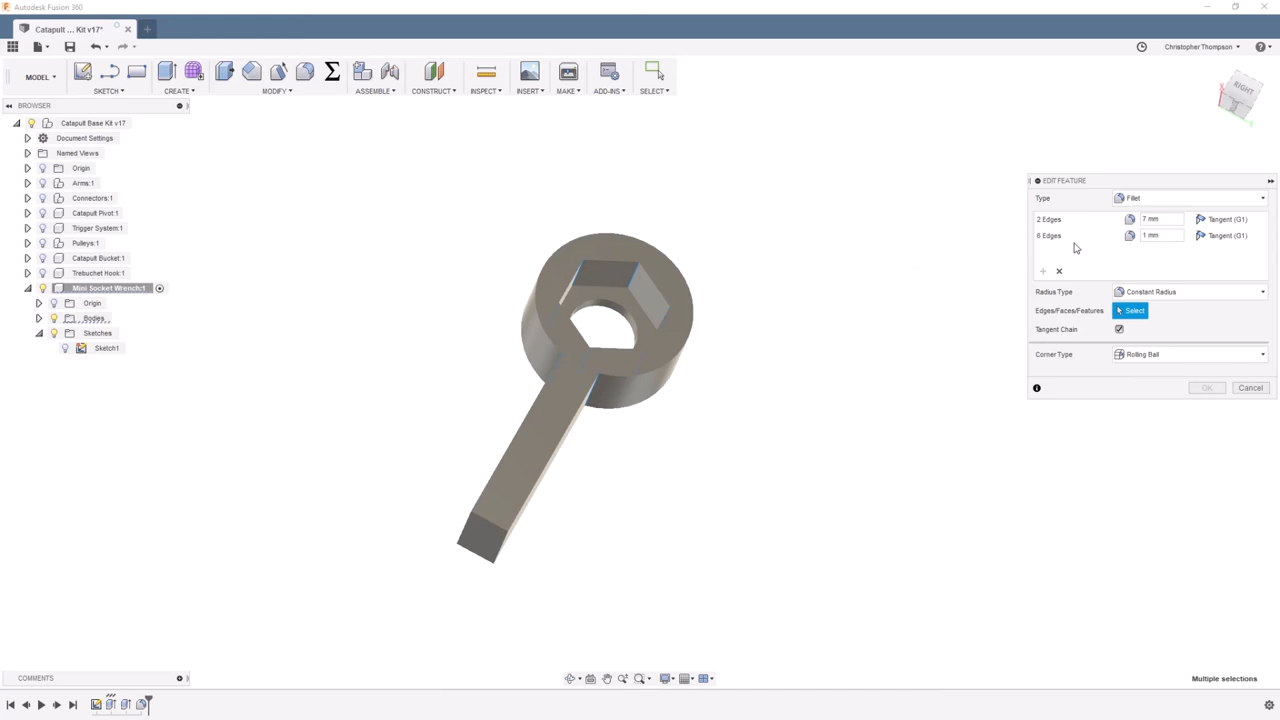 Autodesk Fusion 360
Catapult ... Kit v17*
Christopher Thompson
MODEL
SKETCH
CREATE
MODIFY
ASSEMBLE
CONSTRUCT
INSPECT
INSERT
MAKE
ADD-INS
SELECT
BROWSER
Catapult Base Kit v17
Document Settings
Named Views
Origin
Arms:1
Connectors:1
Catapult Pivot:1
Trigger System:1
Pulleys:1
Catapult Bucket:1
Trebuchet Hook:1
Mini Socket Wrench:1
Origin
Bodies
Sketches
Sketch1
RIGHT
X
Y
EDIT FEATURE
Type Fillet
2 Edges 7 mm Tangent (G1)
6 Edges 1 mm Tangent (G1)
Radius Type Constant Radius
Edges/Faces/Features Select
Tangent Chain
Corner Type Rolling Ball
OK Cancel
COMMENTS
Multiple selections